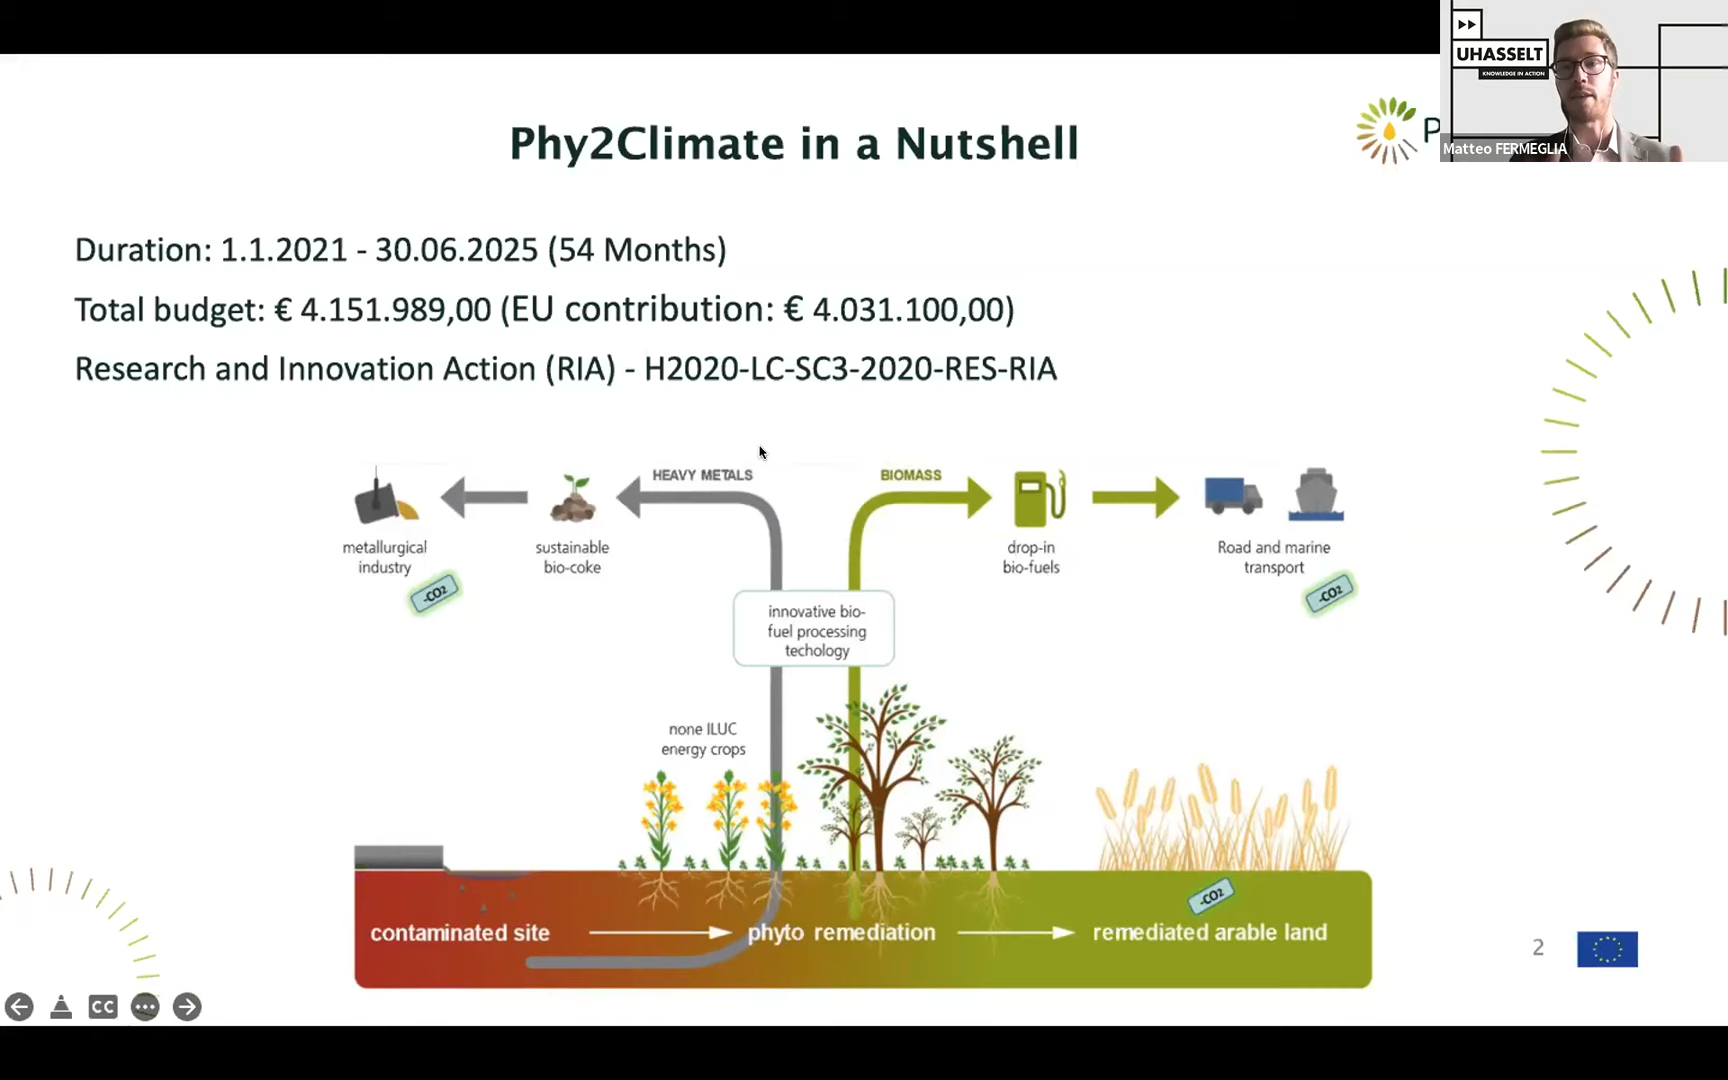 UHASSELT
KNOWLEDGE IN ACTION
Matteo FERMEGLIA
Phy2Climate in a Nutshell
P
Duration: 1.1.2021 - 30.06.2025 (54 Months)
Total budget: € 4.151.989,00 (EU contribution: € 4.031.100,00)
Research and Innovation Action (RIA) - H2020-LC-SC3-2020-RES-RIA
HEAVY METALS
BIOMASS
metallurgical
industry
sustainable
bio-coke
drop-in
bio-fuels
Road and marine
transport
-CO₂
-CO₂
innovative bio-
fuel processing
techology
none ILUC
energy crops
-CO₂
contaminated site
phyto remediation
remediated arable land
2
CC